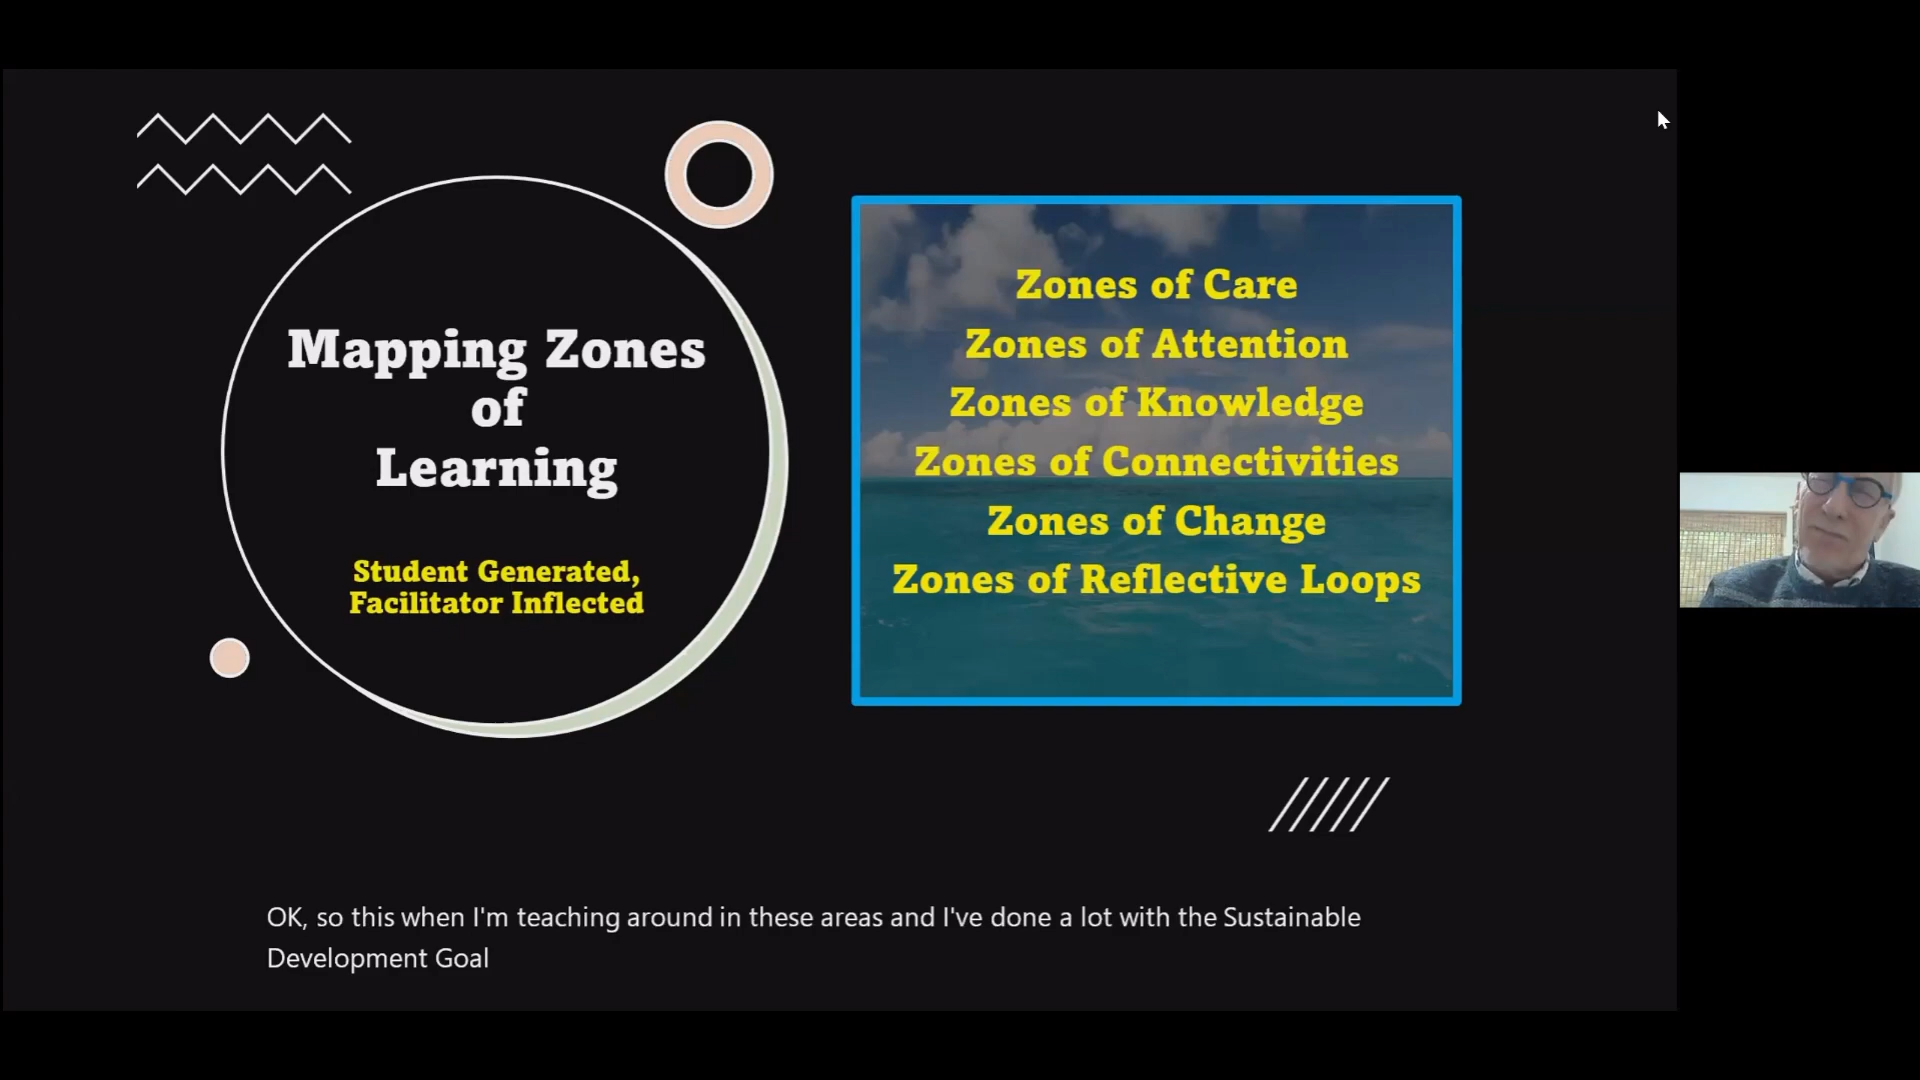 Mapping Zones
of
Learning
Student Generated,
Facilitator Inflected
Zones of Care
Zones of Attention
Zones of Knowledge
Zones of Connectivities
Zones of Change
Zones of Reflective Loops
OK, so this when I'm teaching around in these areas and I've done a lot with the Sustainable
Development Goal